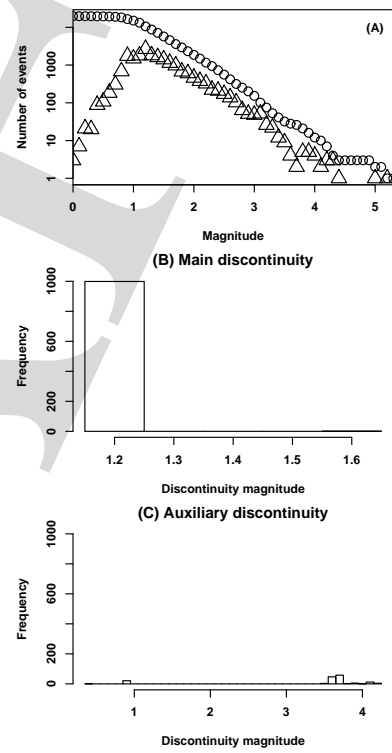 (A)
Number of events
1000
100
10
1
0 1 2 3 4 5
Magnitude
(B) Main discontinuity
Frequency
1000
600
200
0
1.2 1.3 1.4 1.5 1.6
Discontinuity magnitude
(C) Auxiliary discontinuity
Frequency
1000
600
200
0
1 2 3 4
Discontinuity magnitude